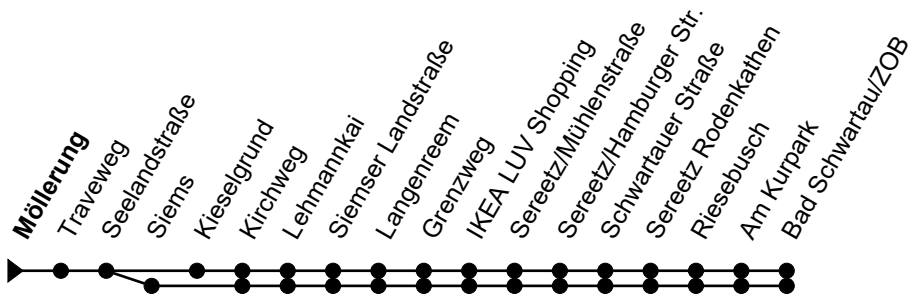 Möllerung
Traveweg
Seelandstraße
Siems
Kieselgrund
Kirchweg
Lehmannkai
Siemser Landstraße
Langenreem
Grenzweg
IKEA LUV Shopping
Sereetz/Mühlenstraße
Sereetz/Hamburger Str.
Schwartauer Straße
Sereetz Rodenkathen
Riesebusch
Am Kurpark
Bad Schwartau/ZOB